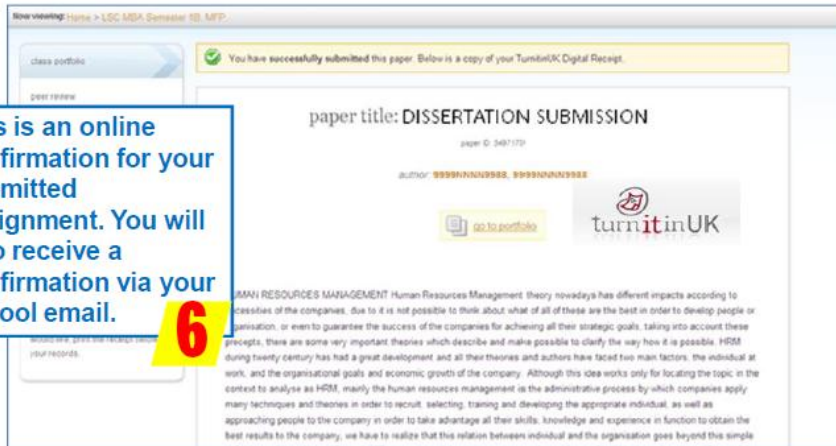 Now viewing: Home > LSC MBA Semester 1B, MFP
class portfolio
peer review
You have successfully submitted this paper. Below is a copy of your TurnitinUK Digital Receipt.
paper title: DISSERTATION SUBMISSION
paper ID:
author: 9999NNNN9988, 9999NNNN9988
go to portfolio
turnitinUK
s is an online
firmation for your
mitted
ignment. You will
o receive a
firmation via your
ool email.
6
your records.
UMAN RESOURCES MANAGEMENT Human Resources Management theory nowadays has different impacts according to
cessities of the companies, due to it is not possible to think about what of all of these are the best in order to develop people or
rganisation, or even to guarantee the success of the companies for achieving all their strategic goals, taking into account these
precepts, there are some very important theories which describe and make possible to clarify the way how it is possible. HRM
during twenty century has had a great development and all their theories and authors have faced two main factors, the individual at
work, and the organisational goals and economic growth of the company. Although this idea works only for locating the topic in the
context to analyse as HRM, mainly the human resources management is the administrative process by which companies apply
many techniques and theories in order to recruit, selecting, training and developing the appropriate individual, as well as
approaching people to the company in order to take advantage all their skills, knowledge and experience in function to obtain the
best results to the company, we have to realize that this relation between individual and the organisation goes beyond this simple